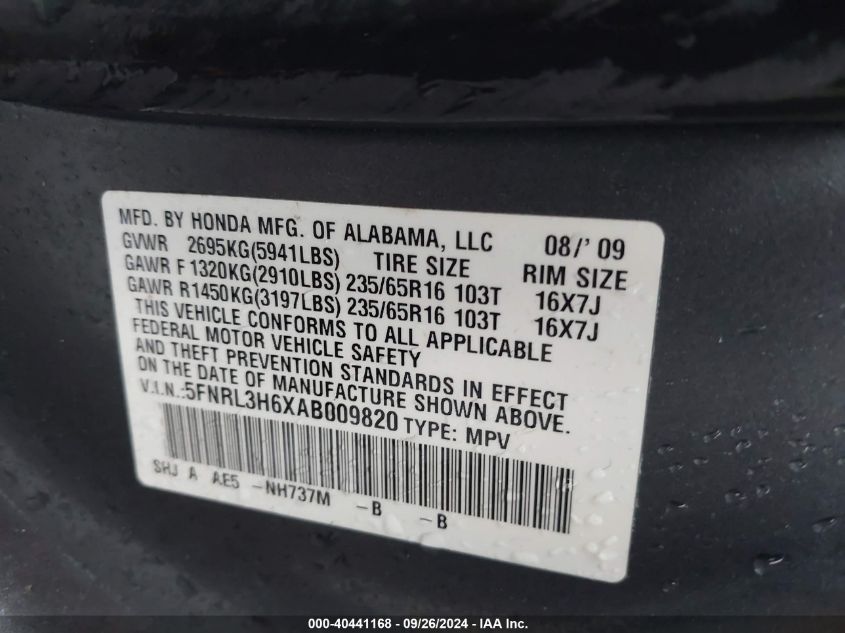 MFD. BY HONDA MFG. OF ALABAMA, LLC 08/' 09
GVWR 2695KG(5941LBS) TIRE SIZE RIM SIZE
GAWR F 1320KG(2910LBS) 235/65R16 103T 16X7J
GAWR R1450KG(3197LBS) 235/65R16 103T 16X7J
THIS VEHICLE CONFORMS TO ALL APPLICABLE
FEDERAL MOTOR VEHICLE SAFETY
AND THEFT PREVENTION STANDARDS IN EFFECT
ON THE DATE OF MANUFACTURE SHOWN ABOVE.
V.I.N.:5FNRL3H6XAB009820 TYPE: MPV
SHJ A AE5 -NH737M -B -B
000-40441168 - 09/26/2024 - IAA Inc.